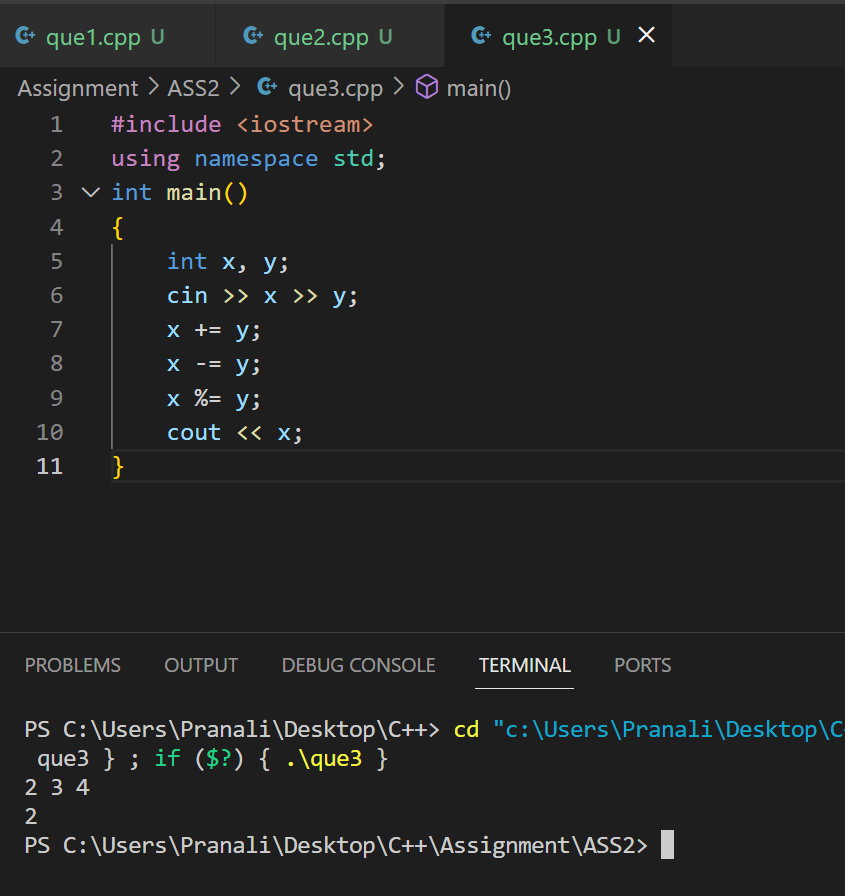 que1.cpp U que2.cpp U que3.cpp U
Assignment > ASS2 > que3.cpp > main()
1 #include <iostream>
2 using namespace std;
3 int main()
4 {
5 int x, y;
6 cin >> x >> y;
7 x += y;
8 x -= y;
9 x %= y;
10 cout << x;
11 }
PROBLEMS OUTPUT DEBUG CONSOLE TERMINAL PORTS
PS C:\Users\Pranali\Desktop\C++> cd "c:\Users\Pranali\Desktop\C+
que3 } ; if ($?) { .\que3 }
2 3 4
2
PS C:\Users\Pranali\Desktop\C++\Assignment\ASS2>